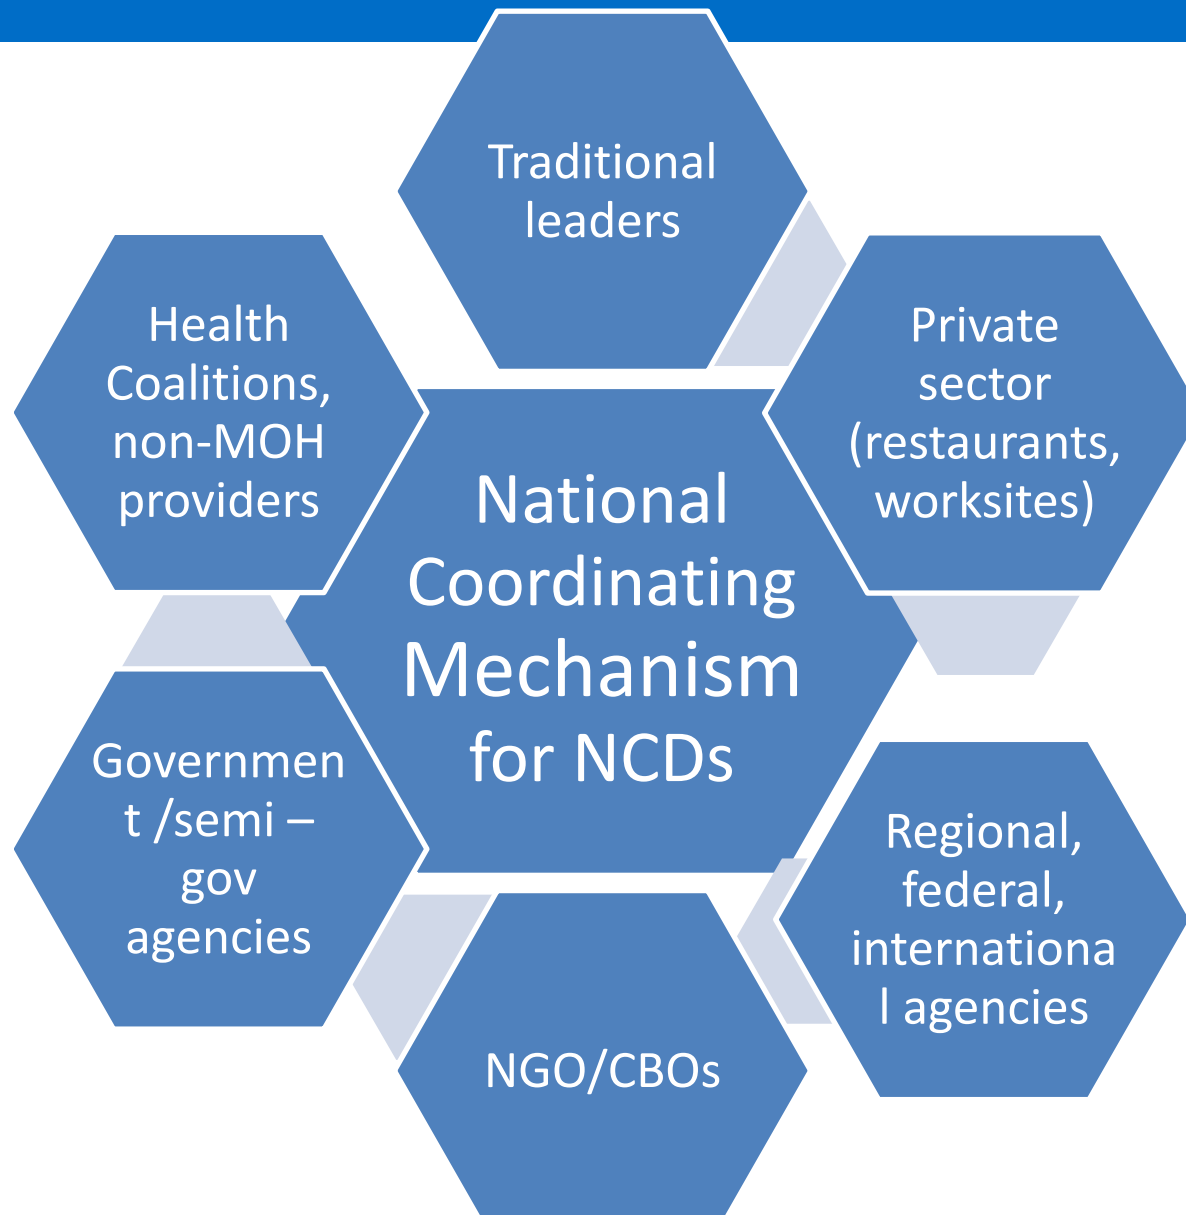 Traditional
leaders
Health
Coalitions,
non-MOH
providers
Private
sector
(restaurants,
worksites)
National
Coordinating
Mechanism
for NCDs
Governmen
t /semi –
gov
agencies
Regional,
federal,
internationa
l agencies
NGO/CBOs